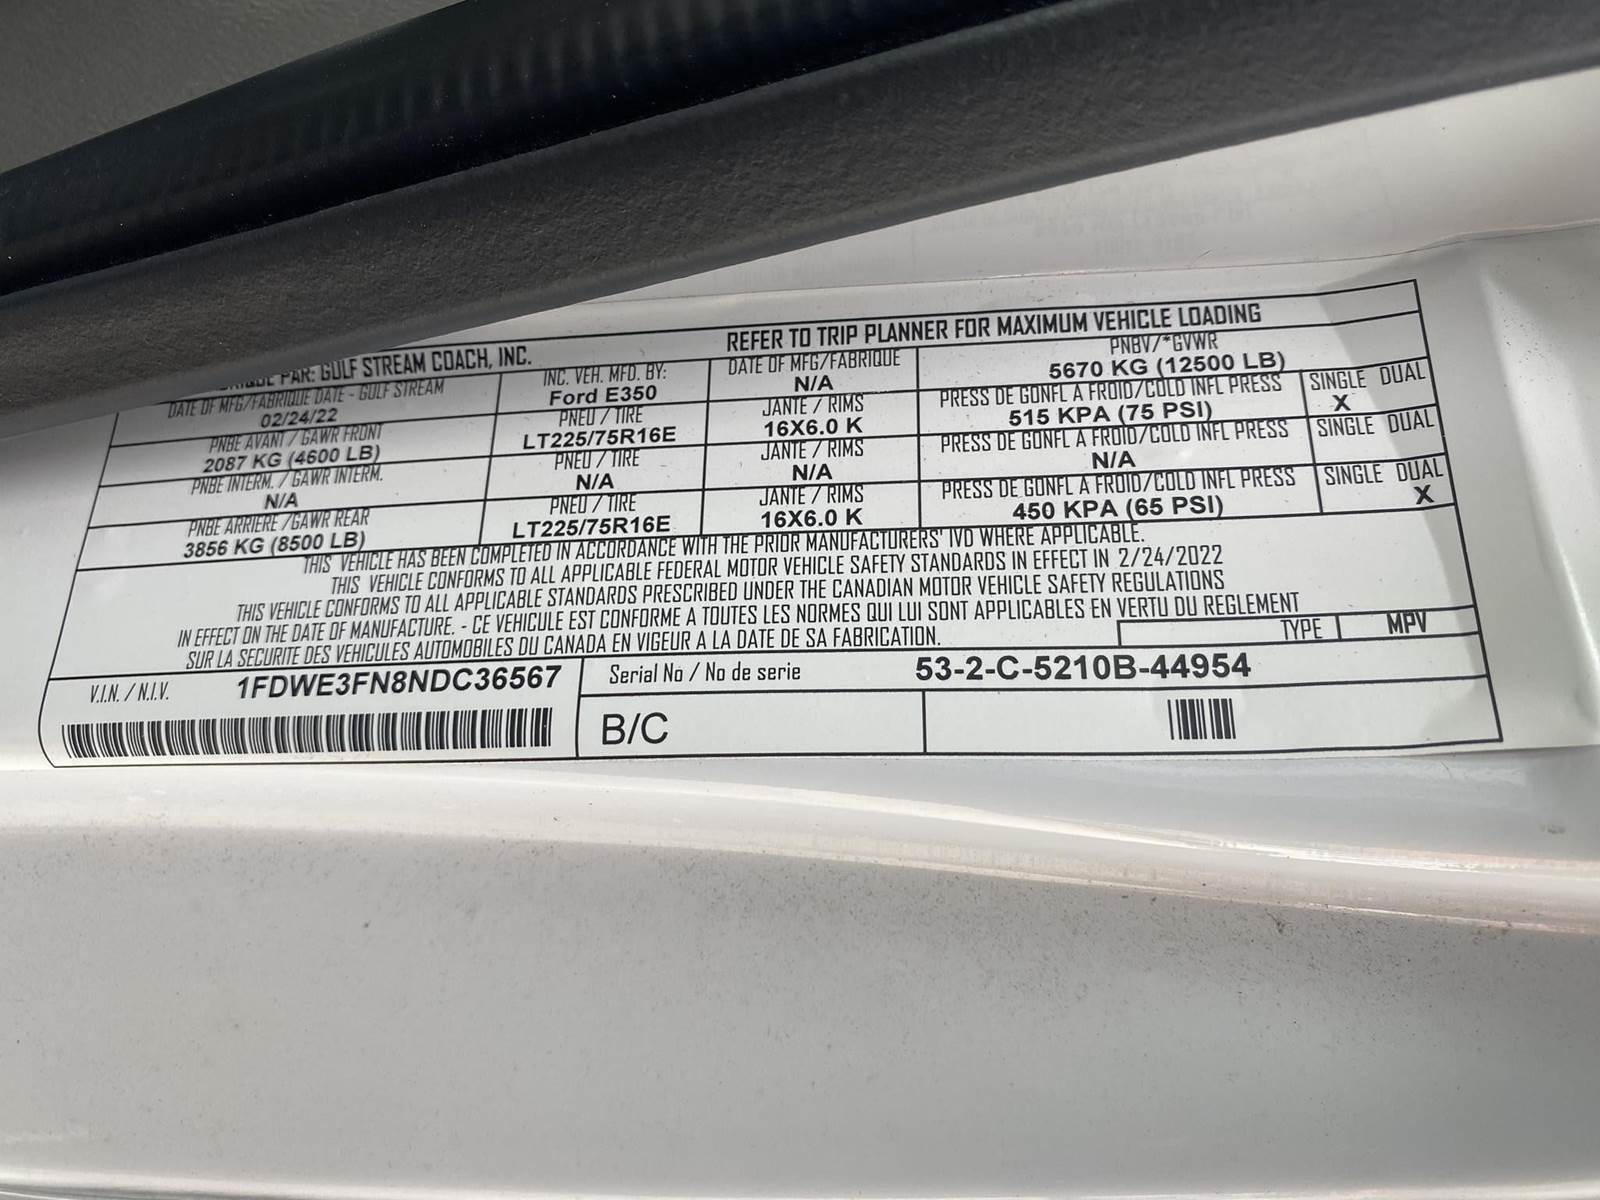 PAR: GULF STREAM COACH, INC.
REFER TO TRIP PLANNER FOR MAXIMUM VEHICLE LOADING
DATE OF MFG/FABRIQUE DATE - GULF STREAM
02/24/22
INC. VEH. MFD. BY:
Ford E350
DATE OF MFG/FABRIQUE
N/A
PNBV/*GVWR
5670 KG (12500 LB)
PNBE AVANT / GAWR FRONT
2087 KG (4600 LB)
PNEU / TIRE
LT225/75R16E
JANTE / RIMS
16X6.0 K
PRESS DE GONFL A FROID/COLD INFL PRESS
515 KPA (75 PSI)
SINGLE DUAL
X
PNBE INTERM. / GAWR INTERM.
N/A
PNEU / TIRE
N/A
JANTE / RIMS
N/A
PRESS DE GONFL A FROID/COLD INFL PRESS
N/A
SINGLE DUAL
PNBE ARRIERE /GAWR REAR
3856 KG (8500 LB)
PNEU / TIRE
LT225/75R16E
JANTE / RIMS
16X6.0 K
PRESS DE GONFL A FROID/COLD INFL PRESS
450 KPA (65 PSI)
SINGLE DUAL
X
THIS VEHICLE HAS BEEN COMPLETED IN ACCORDANCE WITH THE PRIOR MANUFACTURERS' IVD WHERE APPLICABLE.
THIS VEHICLE CONFORMS TO ALL APPLICABLE FEDERAL MOTOR VEHICLE SAFETY STANDARDS IN EFFECT IN 2/24/2022
THIS VEHICLE CONFORMS TO ALL APPLICABLE STANDARDS PRESCRIBED UNDER THE CANADIAN MOTOR VEHICLE SAFETY REGULATIONS
IN EFFECT ON THE DATE OF MANUFACTURE. - CE VEHICULE EST CONFORME A TOUTES LES NORMES QUI LUI SONT APPLICABLES EN VERTU DU REGLEMENT
SUR LA SECURITE DES VEHICULES AUTOMOBILES DU CANADA EN VIGEUR A LA DATE DE SA FABRICATION.
TYPE MPV
V.I.N. / N.I.V. 1FDWE3FN8NDC36567
Serial No / No de serie 53-2-C-5210B-44954
B/C